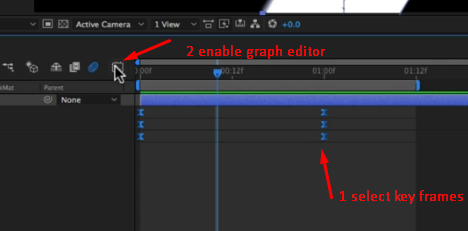 Active Camera
1 View
+0.0
2 enable graph editor
:00f
00:12f
01:00f
01:12f
kMat
Parent
None
1 select key frames